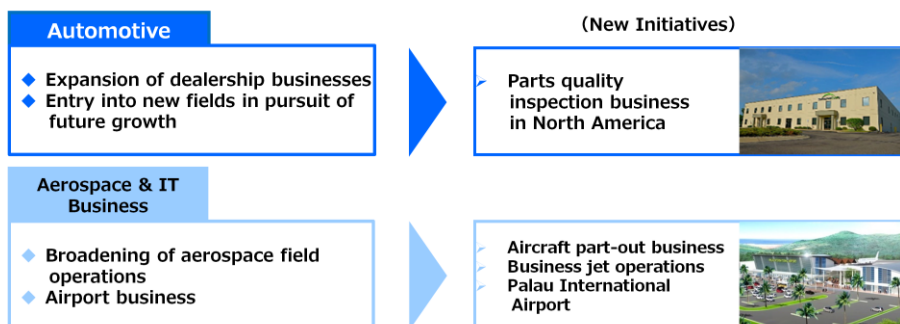 Automotive
(New Initiatives)
Expansion of dealership businesses
Entry into new fields in pursuit of
future growth
Parts quality
inspection business
in North America
Aerospace & IT
Business
Broadening of aerospace field
operations
Airport business
Aircraft part-out business
Business jet operations
Palau International
Airport